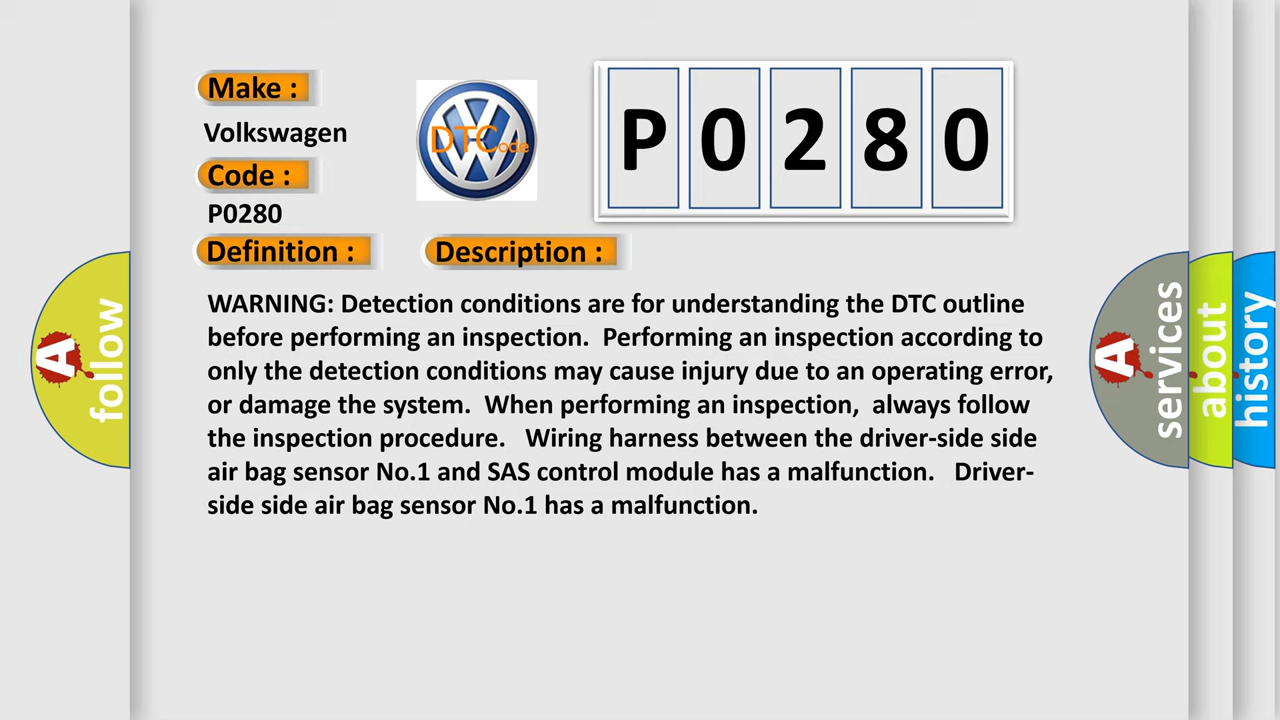 Make :
Volkswagen
Code :
P0280
DTCode
P0280
Definition :
Description :
WARNING: Detection conditions are for understanding the DTC outline
before performing an inspection. Performing an inspection according to
only the detection conditions may cause injury due to an operating error,
or damage the system. When performing an inspection, always follow
the inspection procedure. Wiring harness between the driver-side side
air bag sensor No.1 and SAS control module has a malfunction. Driver-
side side air bag sensor No.1 has a malfunction.
A follow
A services
about
history